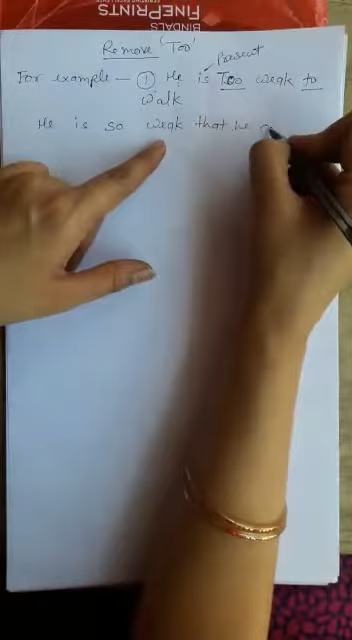 BINDALS
FINEPRINTS
Remove 'Too'
Present
For example — ① He is Too weak to
Walk
He is so weak that he